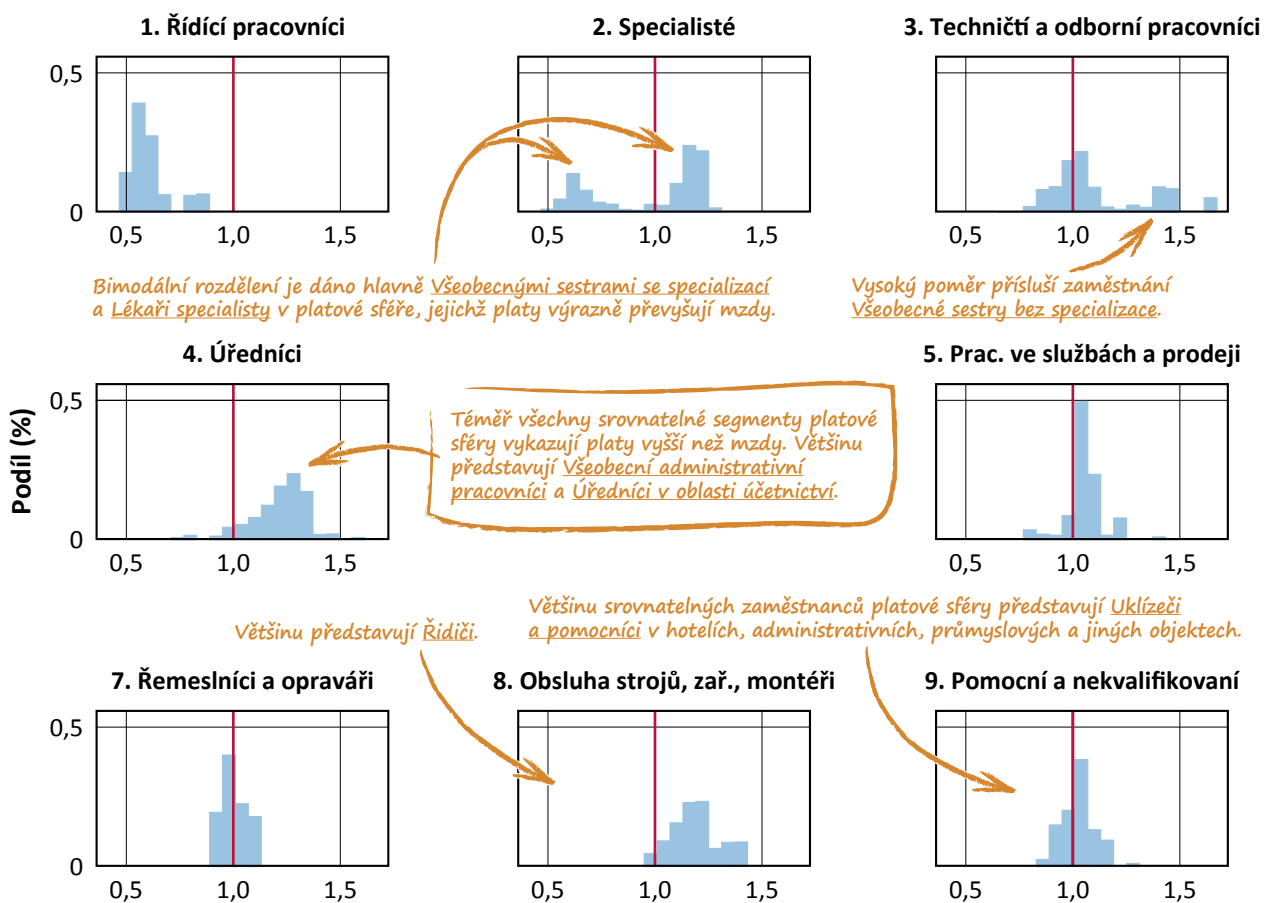 1. Řídící pracovníci
2. Specialisté
3. Techničtí a odborní pracovníci
0,5
0
0,5
1,0
1,5
0,5
1,0
1,5
0,5
1,0
1,5
Bimodální rozdělení je dáno hlavně Všeobecnými sestrami se specializací
a Lékaři specialisty v platové sféře, jejichž platy výrazně převyšují mzdy.
Vysoký poměr přísluší zaměstnání
Všeobecné sestry bez specializace.
4. Úředníci
5. Prac. ve službách a prodeji
Podíl (%)
0,5
0
0,5
1,0
1,5
Téměř všechny srovnatelné segmenty platové
sféry vykazují platy vyšší než mzdy. Většinu
představují Všeobecní administrativní
pracovníci a Úředníci v oblasti účetnictví.
0,5
1,0
1,5
Většinu představují Řidiči.
Většinu srovnatelných zaměstnanců platové sféry představují Uklízeči
a pomocníci v hotelích, administrativních, průmyslových a jiných objektech.
7. Řemeslníci a opraváři
8. Obsluha strojů, zař., montéři
9. Pomocní a nekvalifikovaní
0,5
0
0,5
1,0
1,5
0,5
1,0
1,5
0,5
1,0
1,5